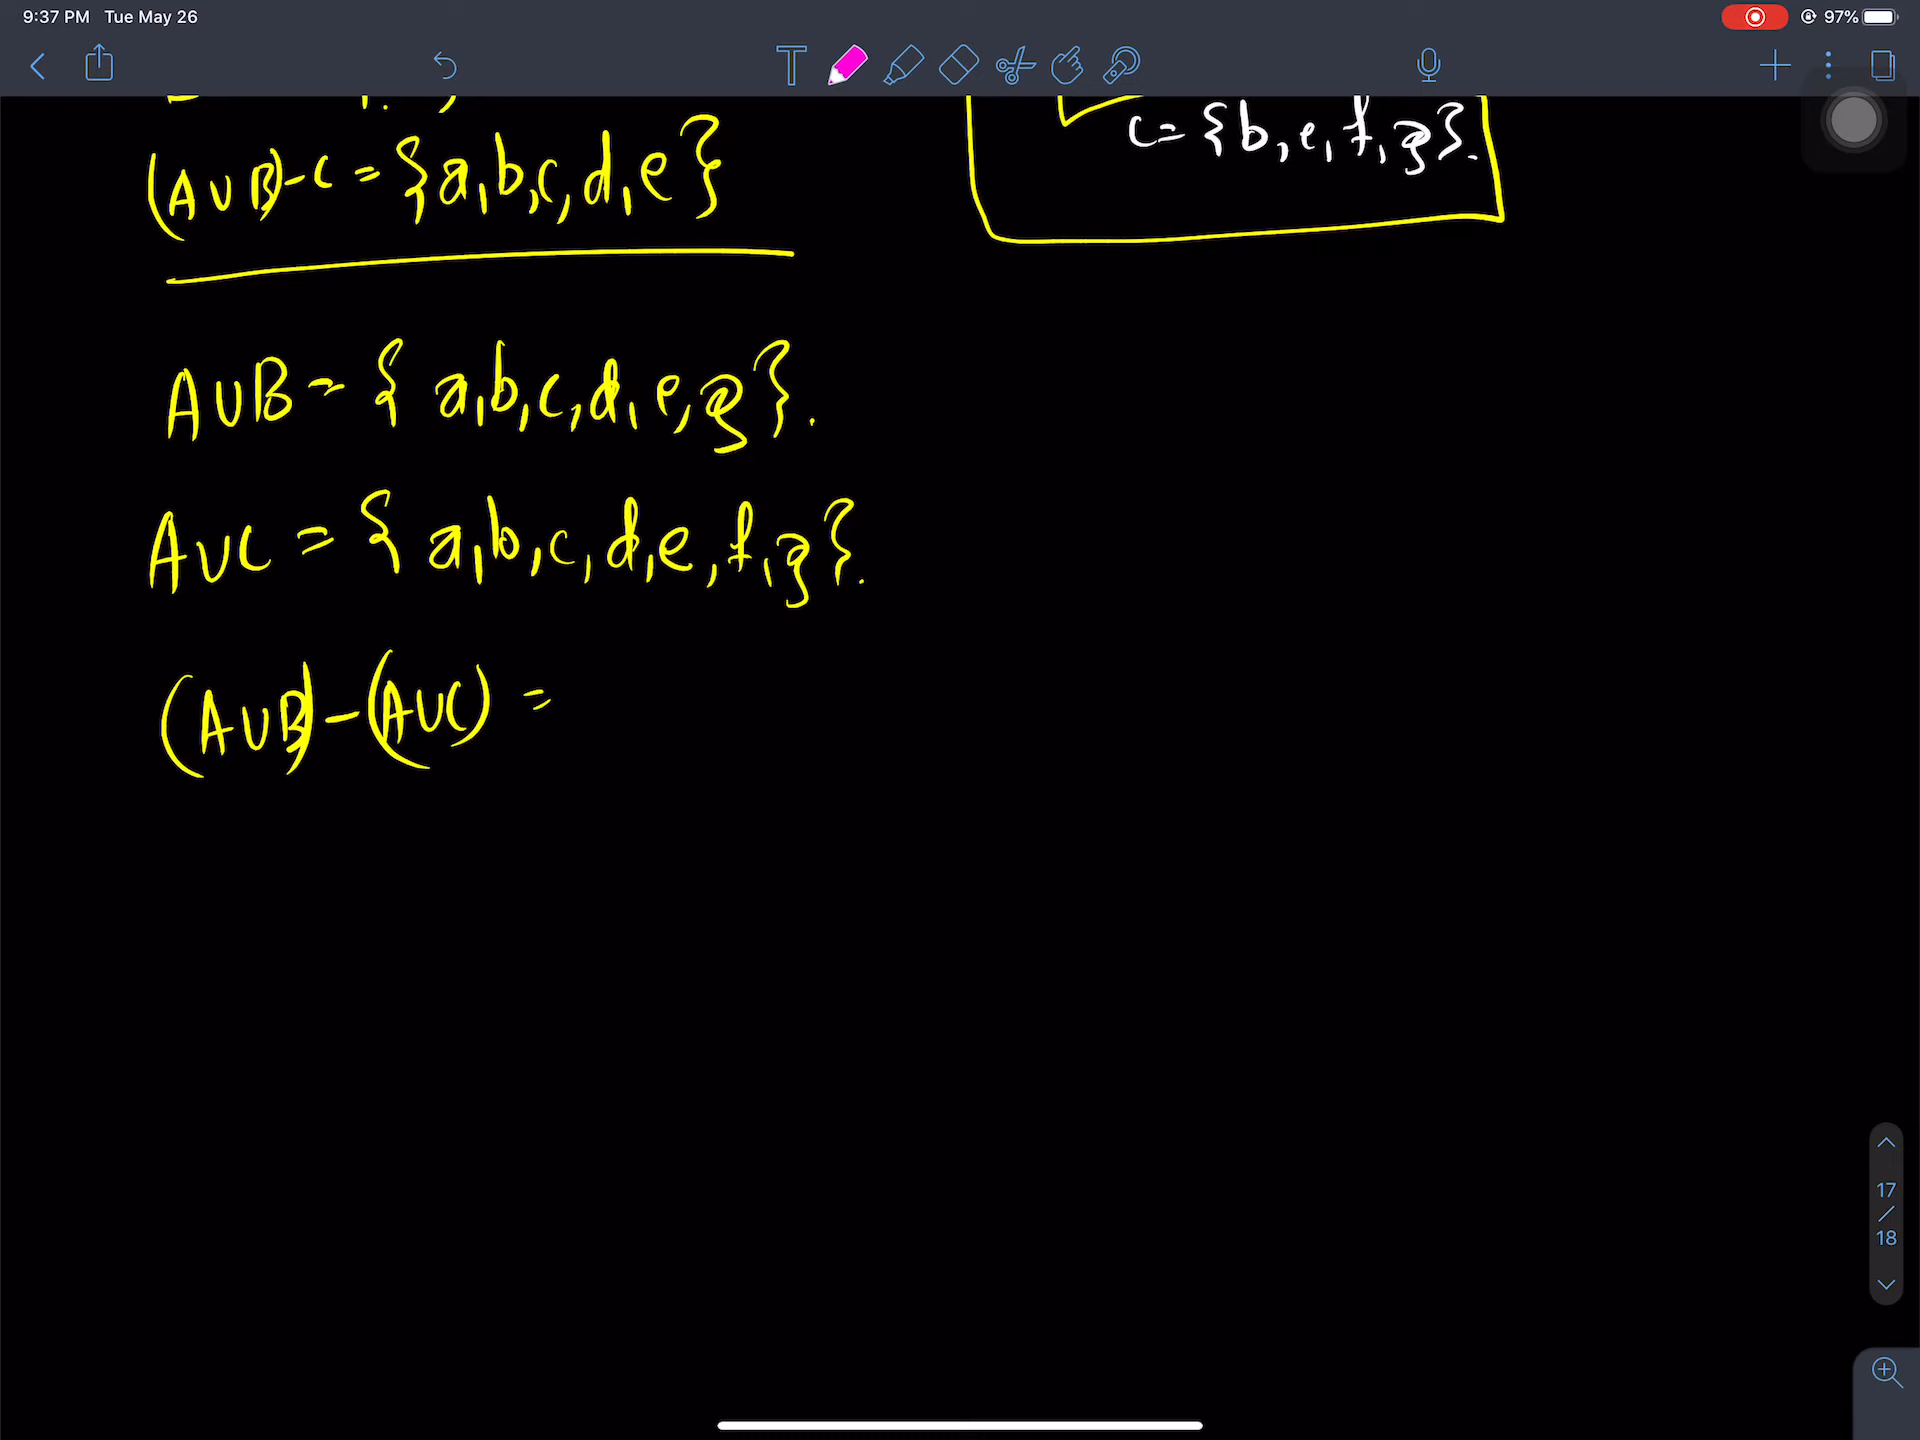 9:37 PM Tue May 26
97%
C = {b, e, f, g}.
(A∪B)-C = {a, b, c, d, e}
A∪B = { a, b, c, d, e, g}.
A∪C = { a, b, c, d, e, f, g}.
(A∪B) - (A∪C) =
17
/
18